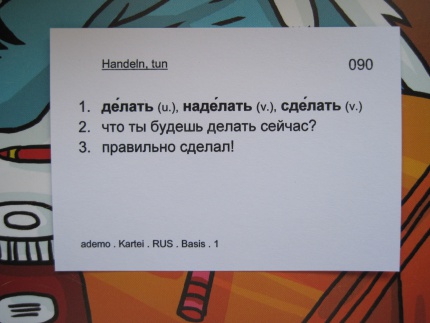 Handeln, tun 090
1. де́лать (u.), наде́лать (v.), сде́лать (v.)
2. что ты будешь делать сейчас?
3. правильно сделал!
ademo . Kartei . RUS . Basis . 1